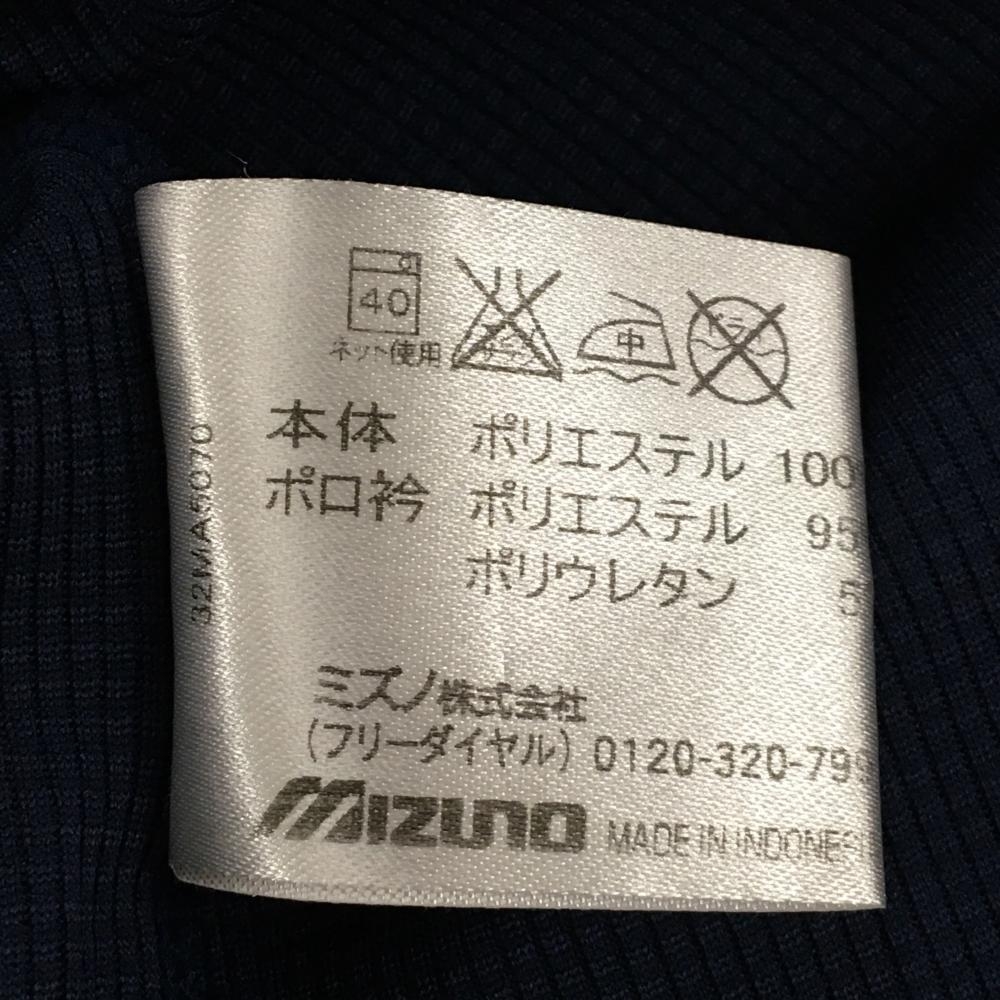 40
ネット使用
中
本体 ポリエステル 100
ポロ衿 ポリエステル 95
ポリウレタン 5
32MA5070
ミズノ株式会社
(フリーダイヤル) 0120-320-799
MIZUNO MADE IN INDONES